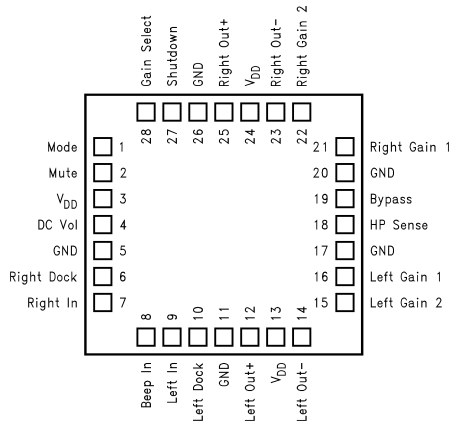 Gain Select
Shutdown
GND
Right Out+
VDD
Right Out-
Right Gain 2
28 27 26 25 24 23 22
Mode 1
Mute 2
VDD 3
DC Vol 4
GND 5
Right Dock 6
Right In 7
21 Right Gain 1
20 GND
19 Bypass
18 HP Sense
17 GND
16 Left Gain 1
15 Left Gain 2
8 9 10 11 12 13 14
Beep In
Left In
Left Dock
GND
Left Out+
VDD
Left Out-